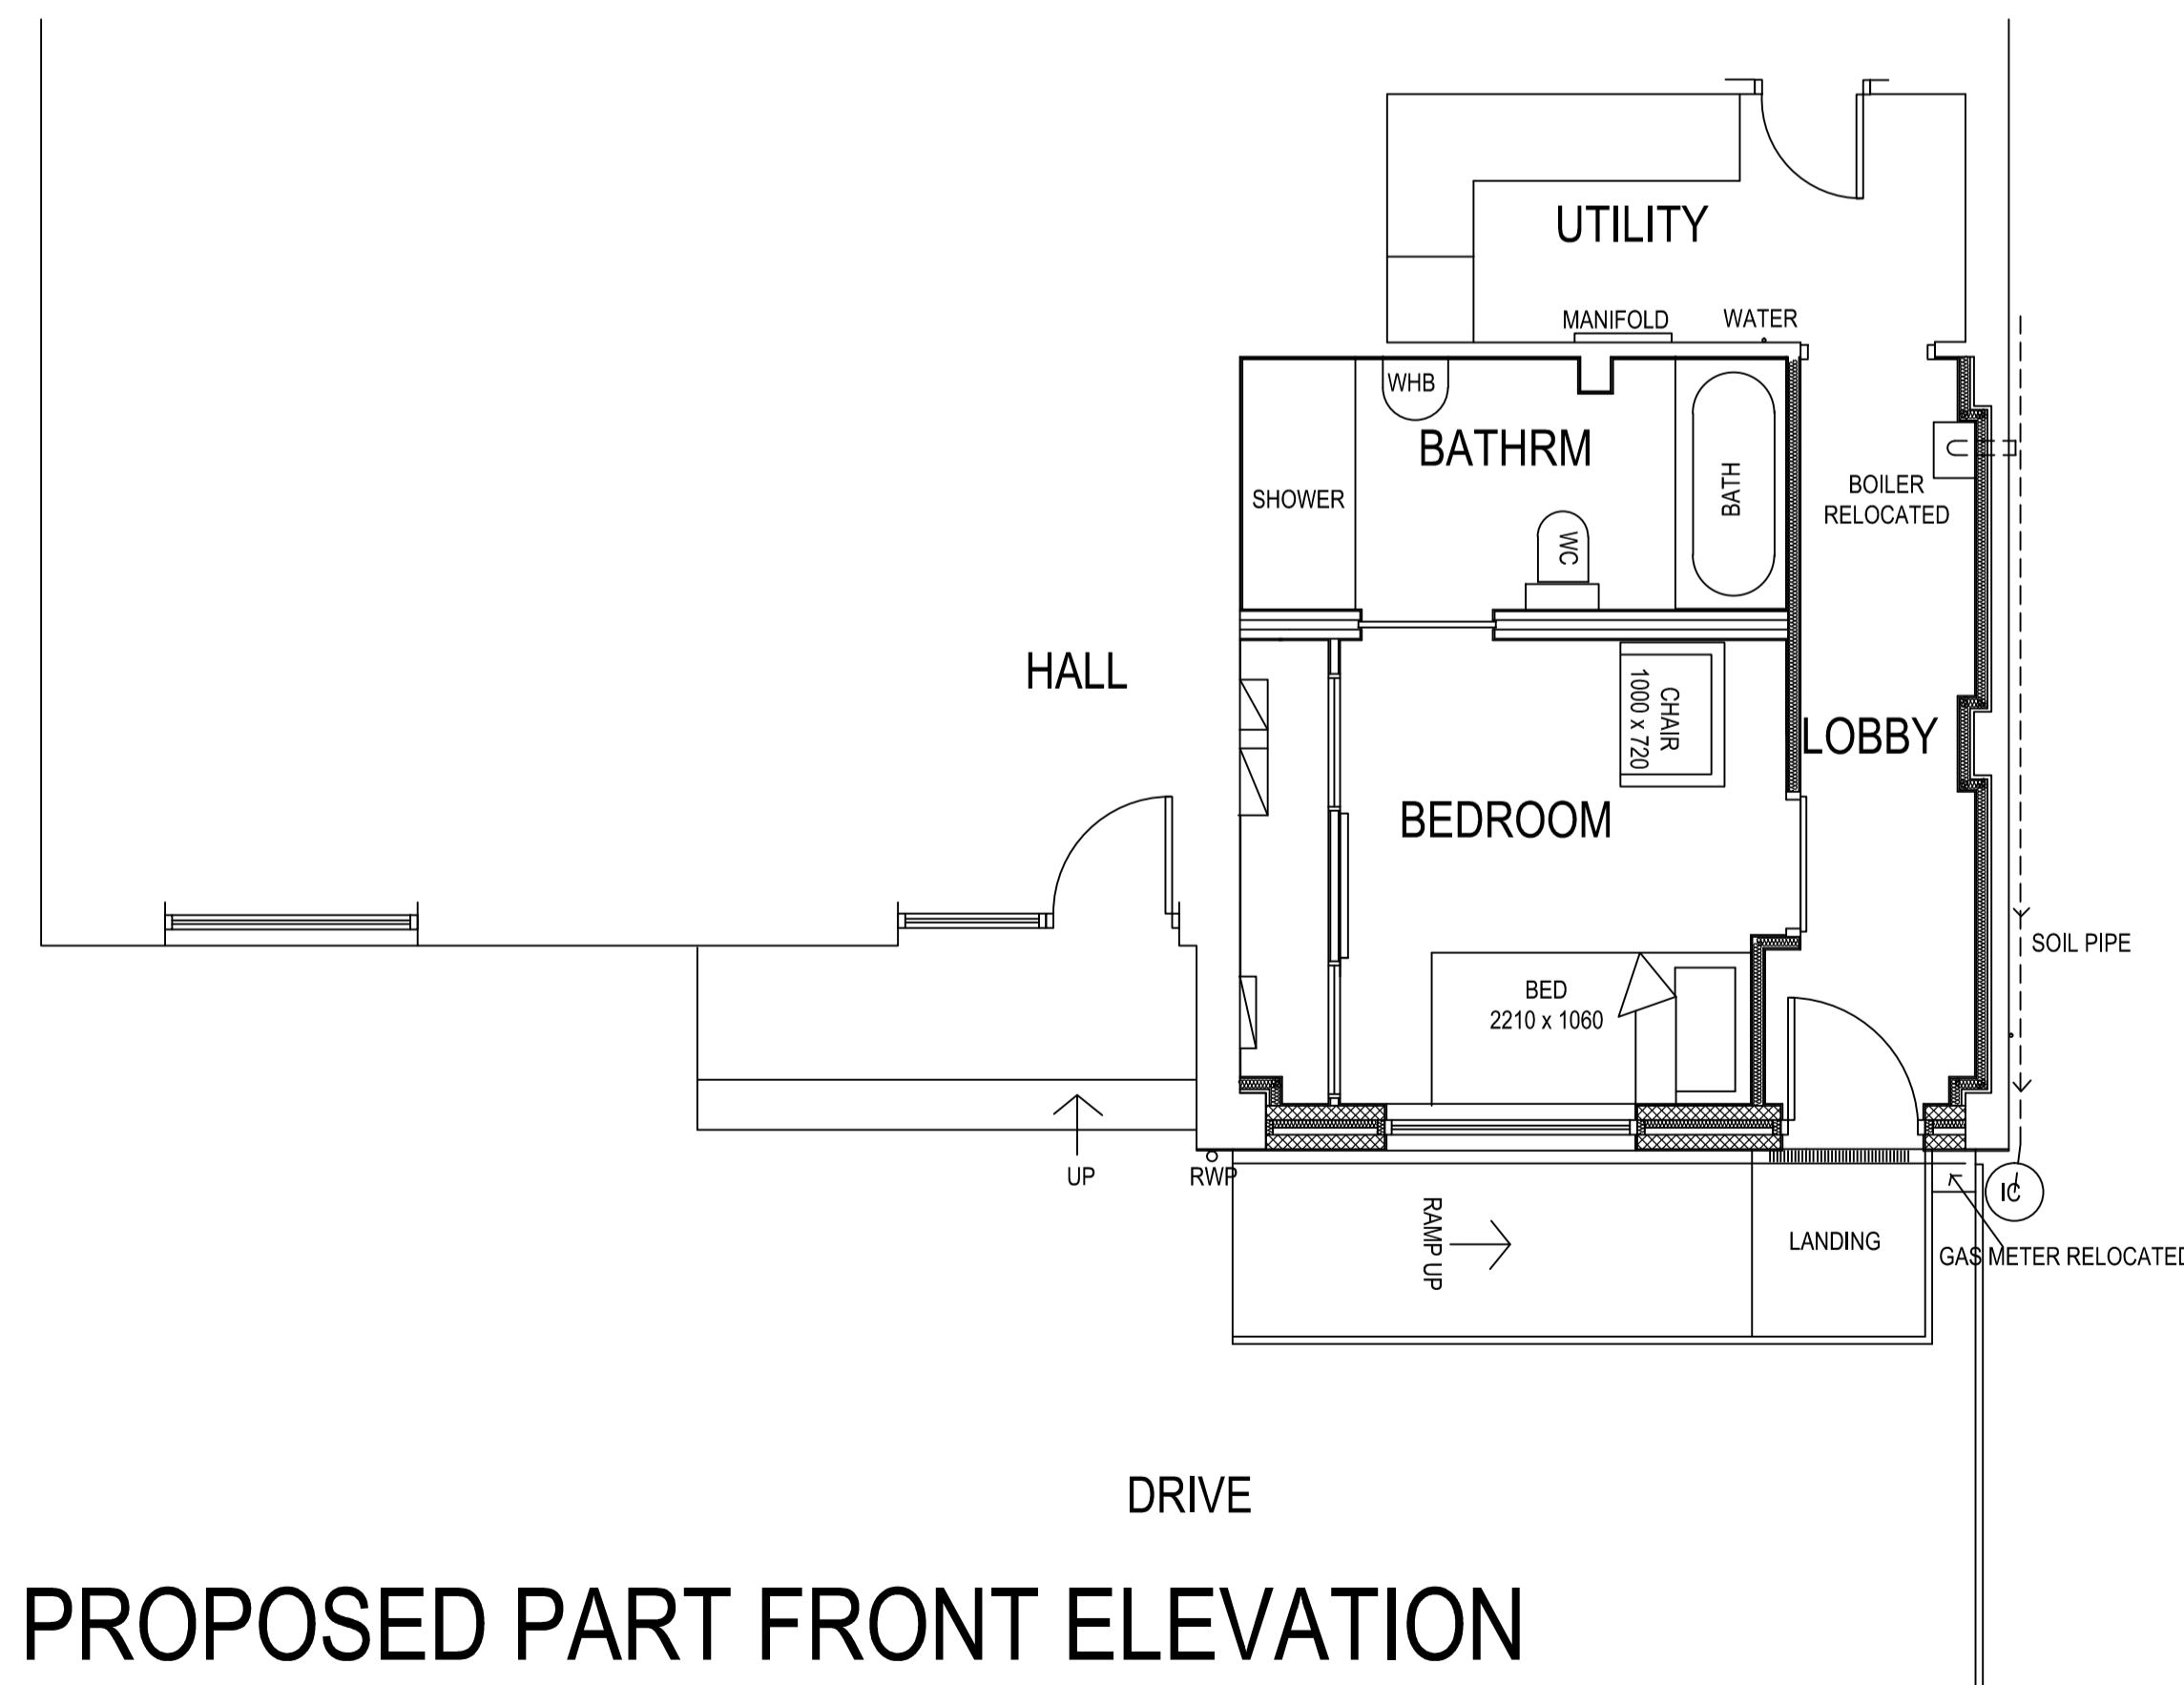 UTILITY
MANIFOLD
WATER
WHB
BATHRM
SHOWER
BATH
WC
BOILER
RELOCATED
HALL
CHAIR
1000 x 720
LOBBY
BEDROOM
SOIL PIPE
BED
2210 x 1060
UP
RWP
IC
RAMP UP
LANDING
GAS METER RELOCATED
DRIVE
PROPOSED PART FRONT ELEVATION